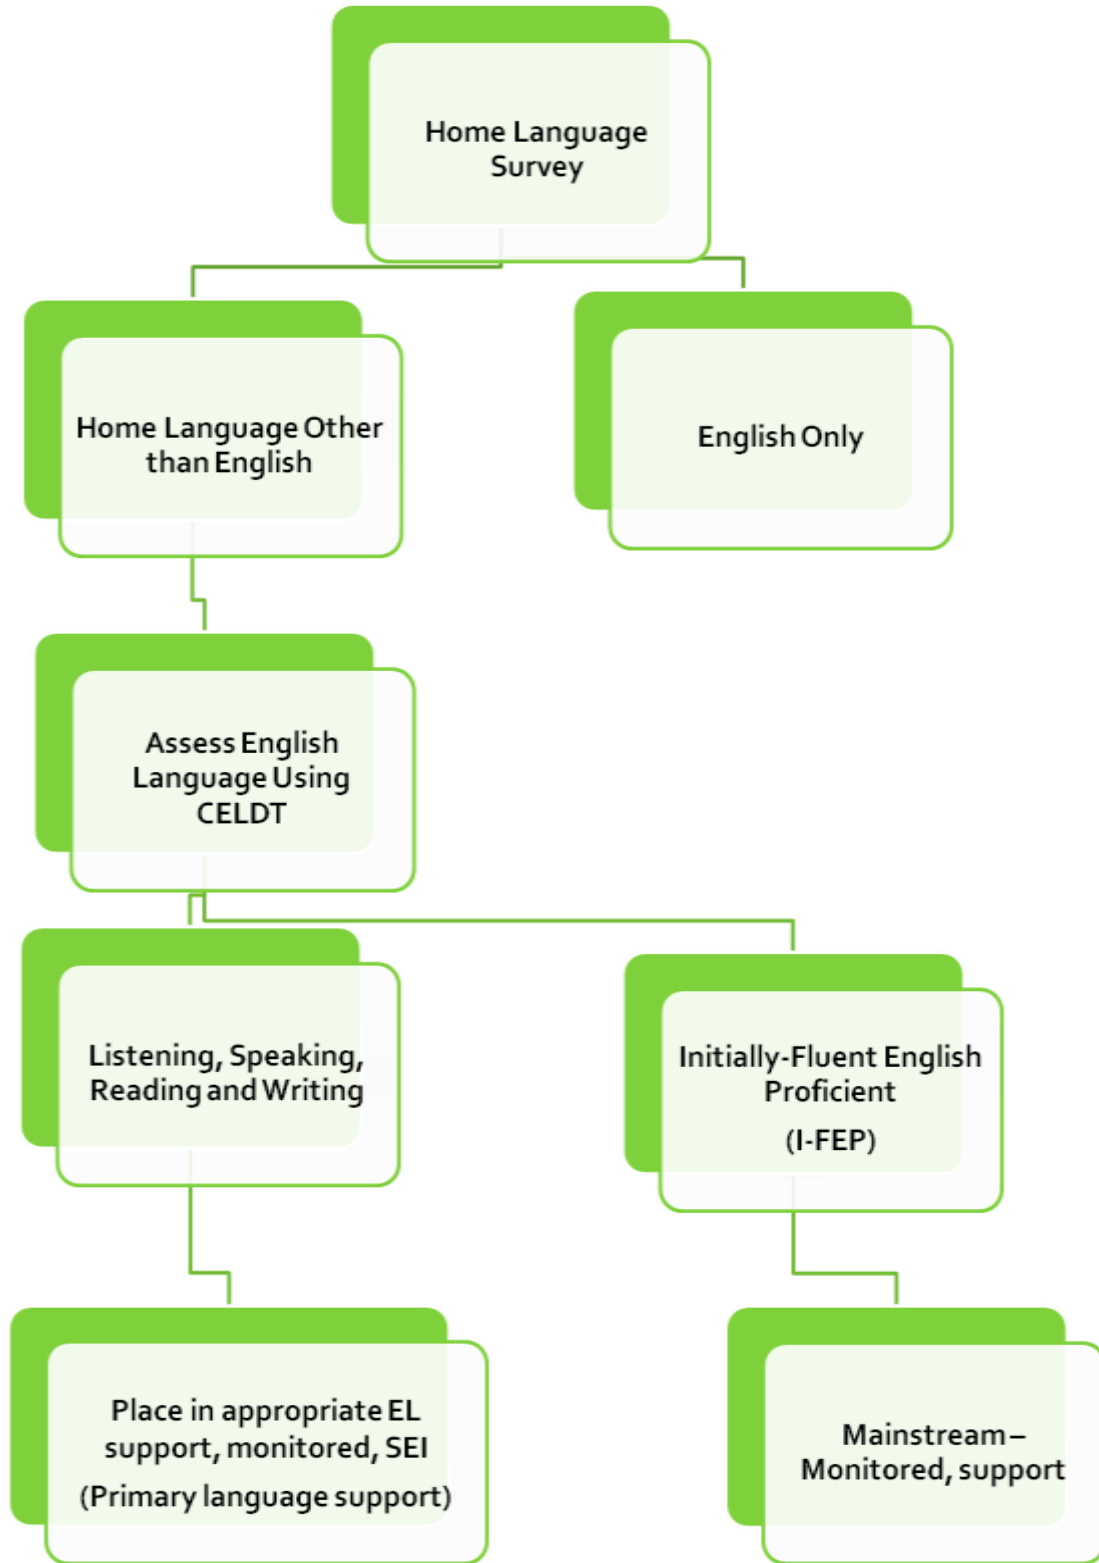 Home Language
Survey
Home Language Other
than English
English Only
Assess English
Language Using
CELDT
Listening, Speaking,
Reading and Writing
Initially-Fluent English
Proficient
(I-FEP)
Place in appropriate EL
support, monitored, SEI
(Primary language support)
Mainstream –
Monitored, support